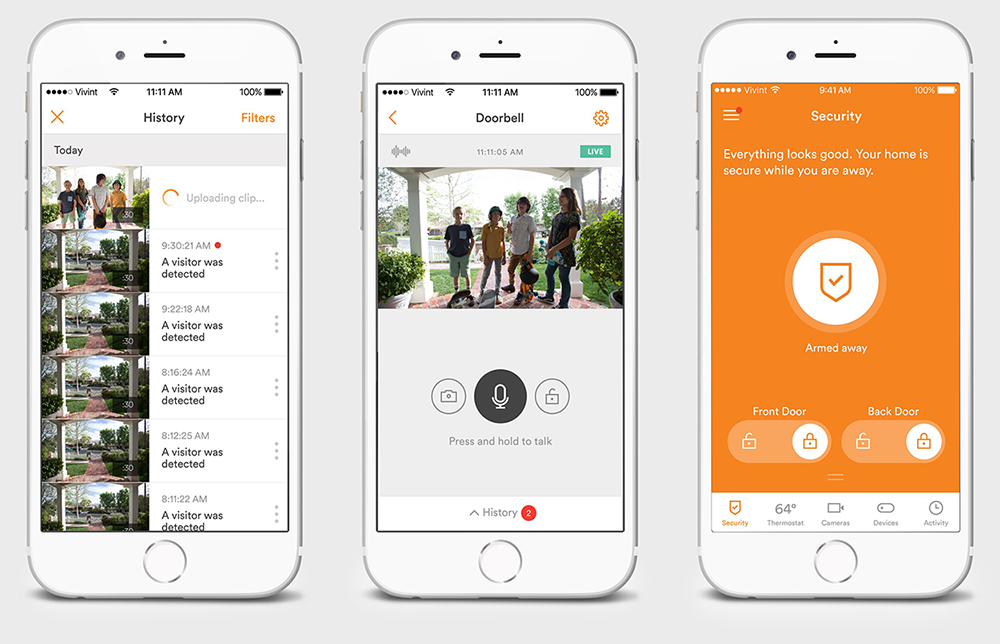 Vivint 11:11 AM 100%
History
Filters
Today
:30
Uploading clip...
9:30:21 AM
A visitor was
detected
:30
9:22:18 AM
A visitor was
detected
:30
8:16:24 AM
A visitor was
detected
:30
8:12:25 AM
A visitor was
detected
:30
8:11:22 AM
A visitor was
detected
Vivint 11:11 AM 100%
Doorbell
11:11:05 AM
LIVE
Press and hold to talk
History 2
Vivint 9:41 AM 100%
Security
Everything looks good. Your home is
secure while you are away.
Armed away
Front Door Back Door
64°
Security Thermostat Cameras Devices Activity